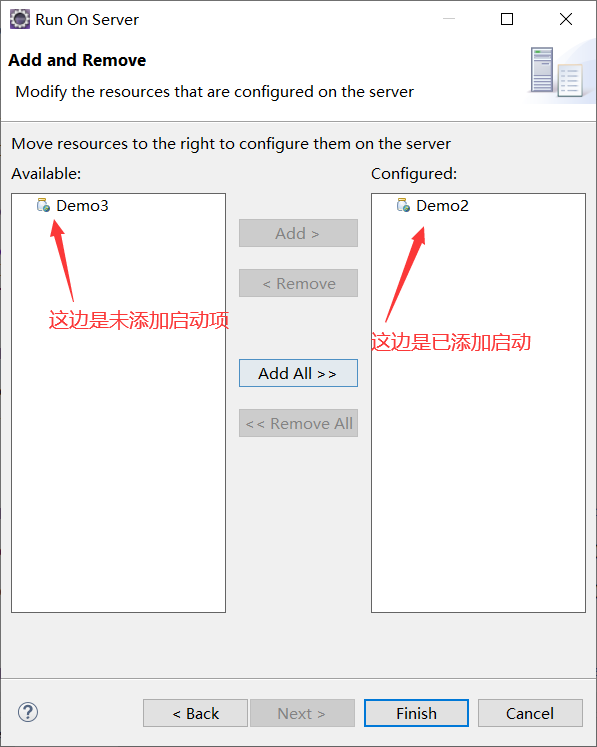 Run On Server
Add and Remove
Modify the resources that are configured on the server
Move resources to the right to configure them on the server
Available:
Configured:
Demo3
Demo2
Add >
< Remove
这边是未添加启动项
这边是已添加启动
Add All >>
<< Remove All
?
< Back
Next >
Finish
Cancel